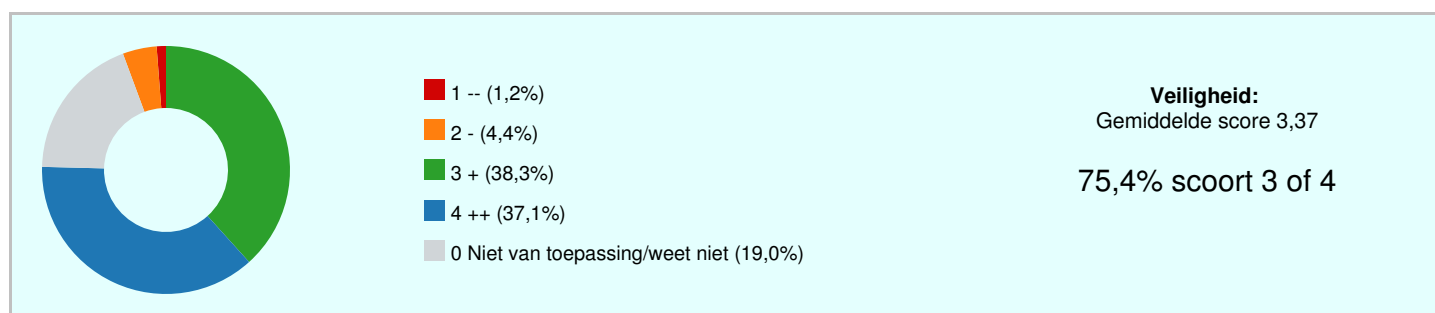 1 -- (1,2%)
2 - (4,4%)
3 + (38,3%)
4 ++ (37,1%)
0 Niet van toepassing/weet niet (19,0%)
Veiligheid:
Gemiddelde score 3,37
75,4% scoort 3 of 4